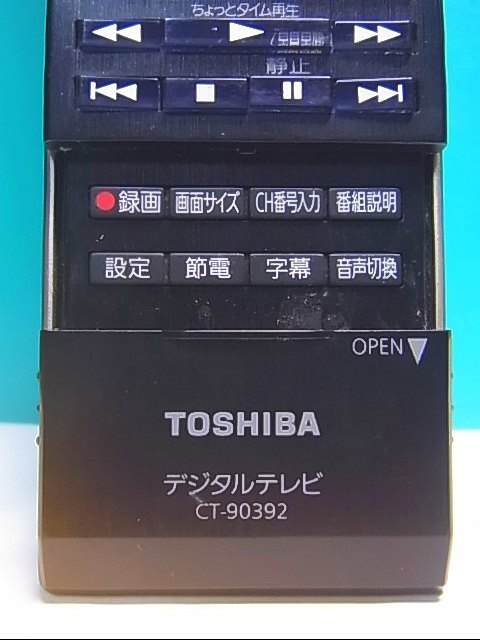 ちょっとタイム再生
静止
録画 画面サイズ CH番号入力 番組説明
設定 節電 字幕 音声切換
OPEN
TOSHIBA
デジタルテレビ
CT-90392